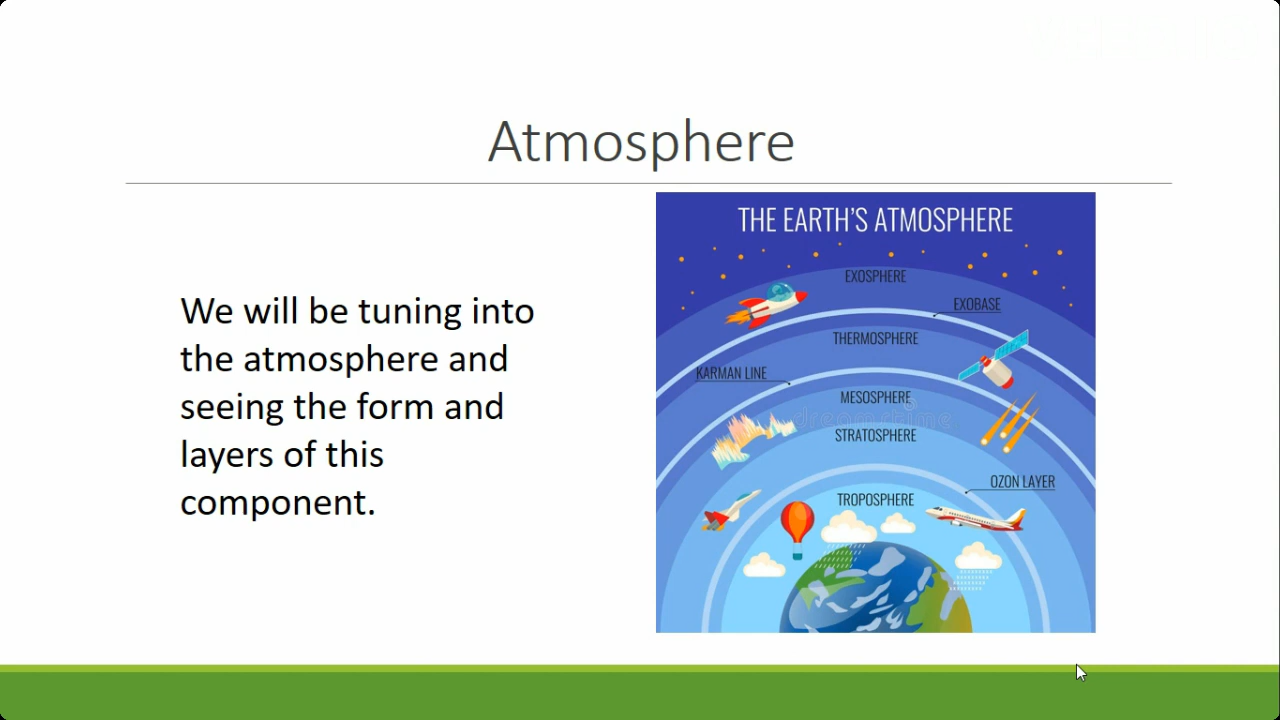 Atmosphere
We will be tuning into
the atmosphere and
seeing the form and
layers of this
component.
THE EARTH'S ATMOSPHERE
EXOSPHERE
EXOBASE
THERMOSPHERE
KARMAN LINE
MESOSPHERE
dreamstime
STRATOSPHERE
OZON LAYER
TROPOSPHERE